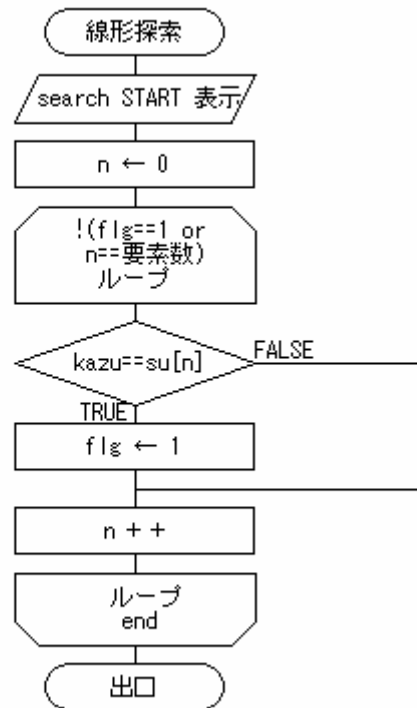 線形探索
search START 表示
n ← 0
!(flg==1 or
n==要素数)
ループ
kazu==su[n]
FALSE
TRUE
flg ← 1
n + +
ループ
end
出口